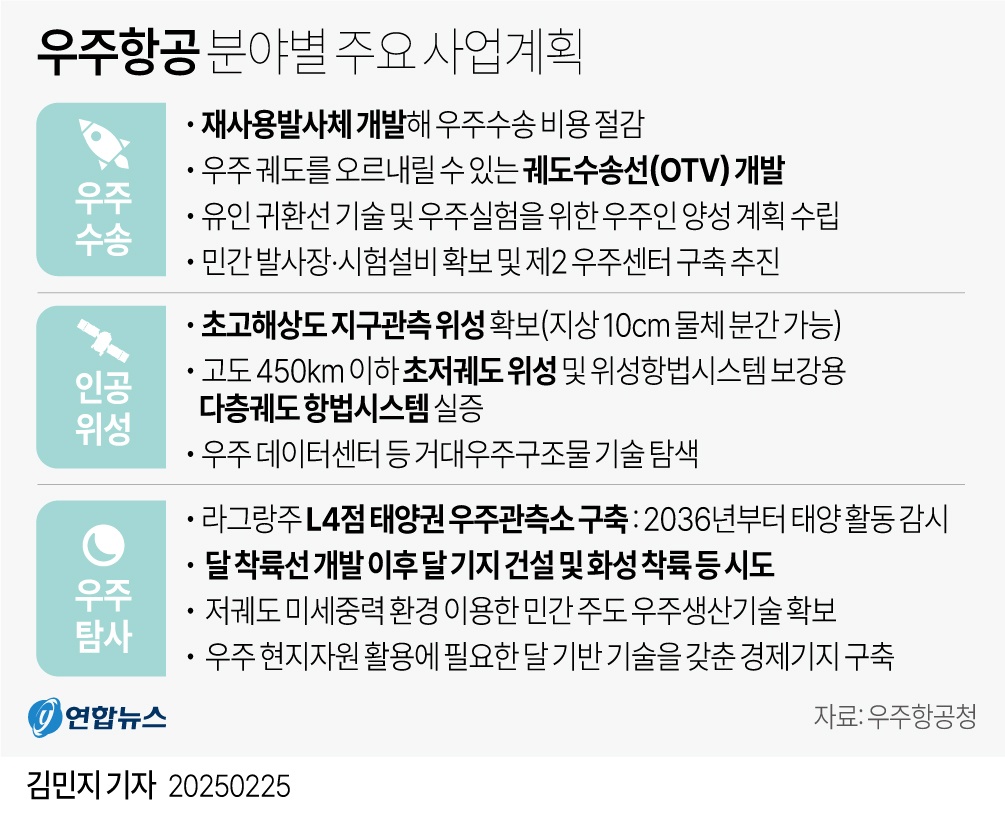 우주항공 분야별 주요 사업계획
우주
수송
· 재사용발사체 개발해 우주수송 비용 절감
· 우주 궤도를 오르내릴 수 있는 궤도수송선(OTV) 개발
· 유인 귀환선 기술 및 우주실험을 위한 우주인 양성 계획 수립
· 민간 발사장·시험설비 확보 및 제2 우주센터 구축 추진
인공
위성
· 초고해상도 지구관측 위성 확보(지상 10cm 물체 분간 가능)
· 고도 450km 이하 초저궤도 위성 및 위성항법시스템 보강용
다층궤도 항법시스템 실증
· 우주 데이터센터 등 거대우주구조물 기술 탐색
우주
탐사
· 라그랑주 L4점 태양권 우주관측소 구축 : 2036년부터 태양 활동 감시
· 달 착륙선 개발 이후 달 기지 건설 및 화성 착륙 등 시도
· 저궤도 미세중력 환경 이용한 민간 주도 우주생산기술 확보
· 우주 현지자원 활용에 필요한 달 기반 기술을 갖춘 경제기지 구축
연합뉴스
자료: 우주항공청
김민지 기자 20250225